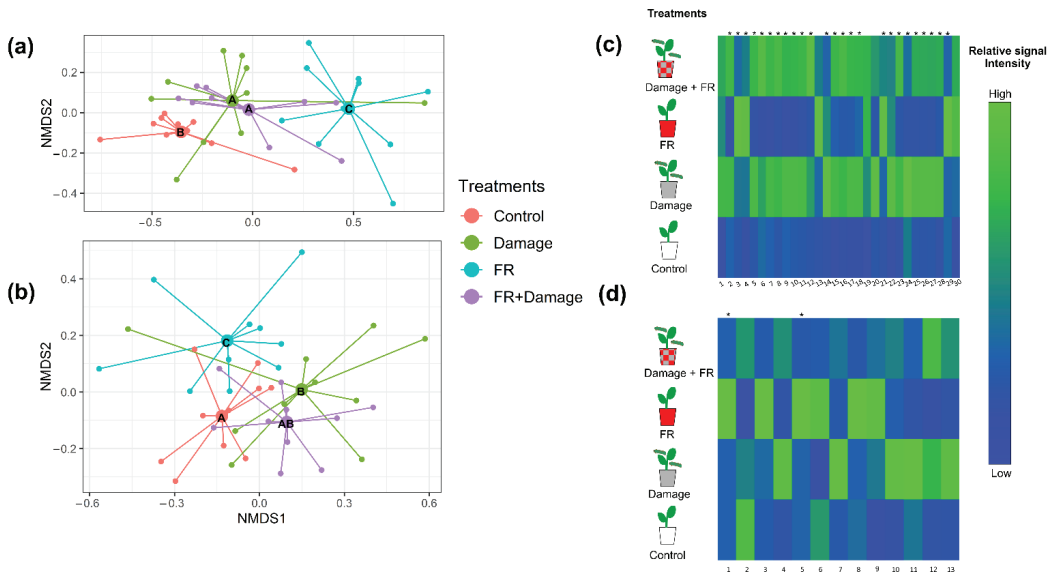 (a)
NMDS2
0.2
0.0
−0.2
−0.4
A
A
B
C
−0.5
0.0
0.5
Treatments
Control
Damage
FR
FR+Damage
(b)
NMDS2
0.4
0.2
0.0
−0.2
C
B
A
AB
−0.6
−0.3
0.0
0.3
0.6
NMDS1
(c)
Treatments
Damage + FR
FR
Damage
Control
1 2 3 4 5 6 7 8 9 10 11 12 13 14 15 16 17 18 19 20 21 22 23 24 25 26 27 28 29 30
(d)
Damage + FR
FR
Damage
Control
* *
1 2 3 4 5 6 7 8 9 10 11 12 13
Relative signal
Intensity
High
Low